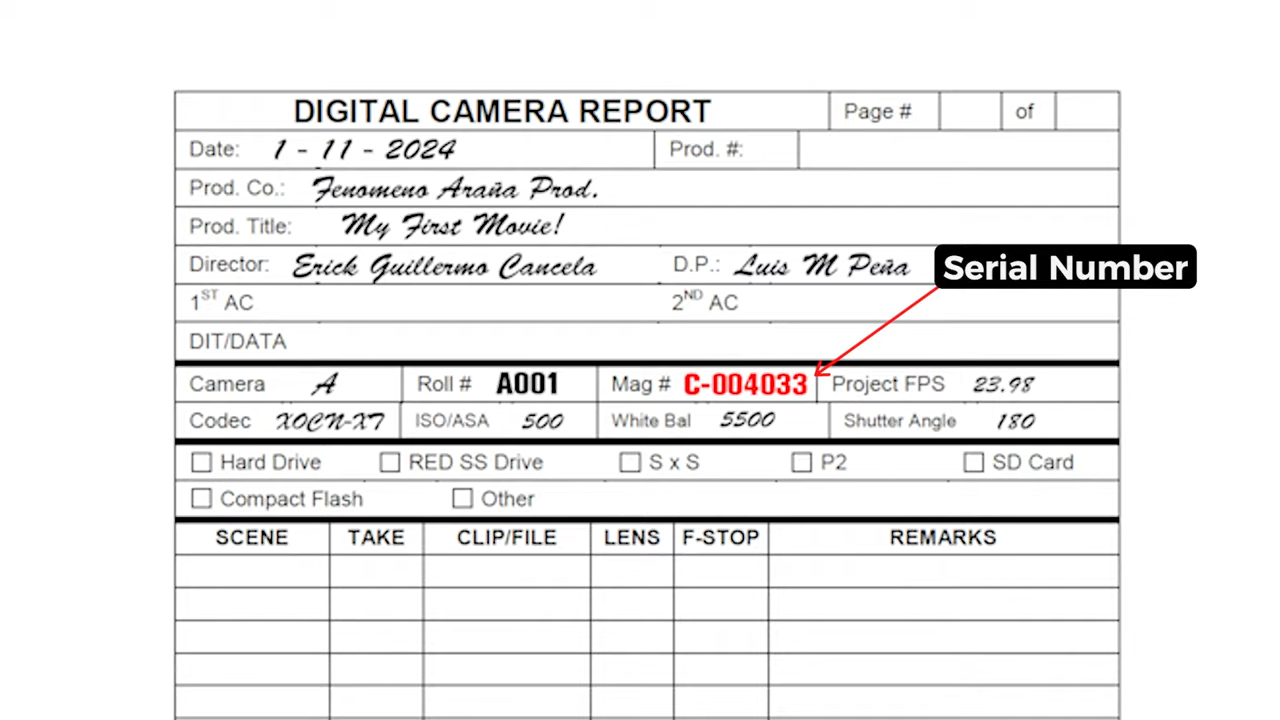 DIGITAL CAMERA REPORT Page # of
Date: 1 - 11 - 2024 Prod. #:
Prod. Co.: Fenomeno Araña Prod.
Prod. Title: My First Movie!
Director: Erick Guillermo Cancela D.P.: Luis M Peña
Serial Number
1ST AC 2ND AC
DIT/DATA
Camera A Roll # A001 Mag # C-004033 Project FPS 23.98
Codec XOCN-XT ISO/ASA 500 White Bal 5500 Shutter Angle 180
Hard Drive RED SS Drive S x S P2 SD Card
Compact Flash Other
SCENE TAKE CLIP/FILE LENS F-STOP REMARKS